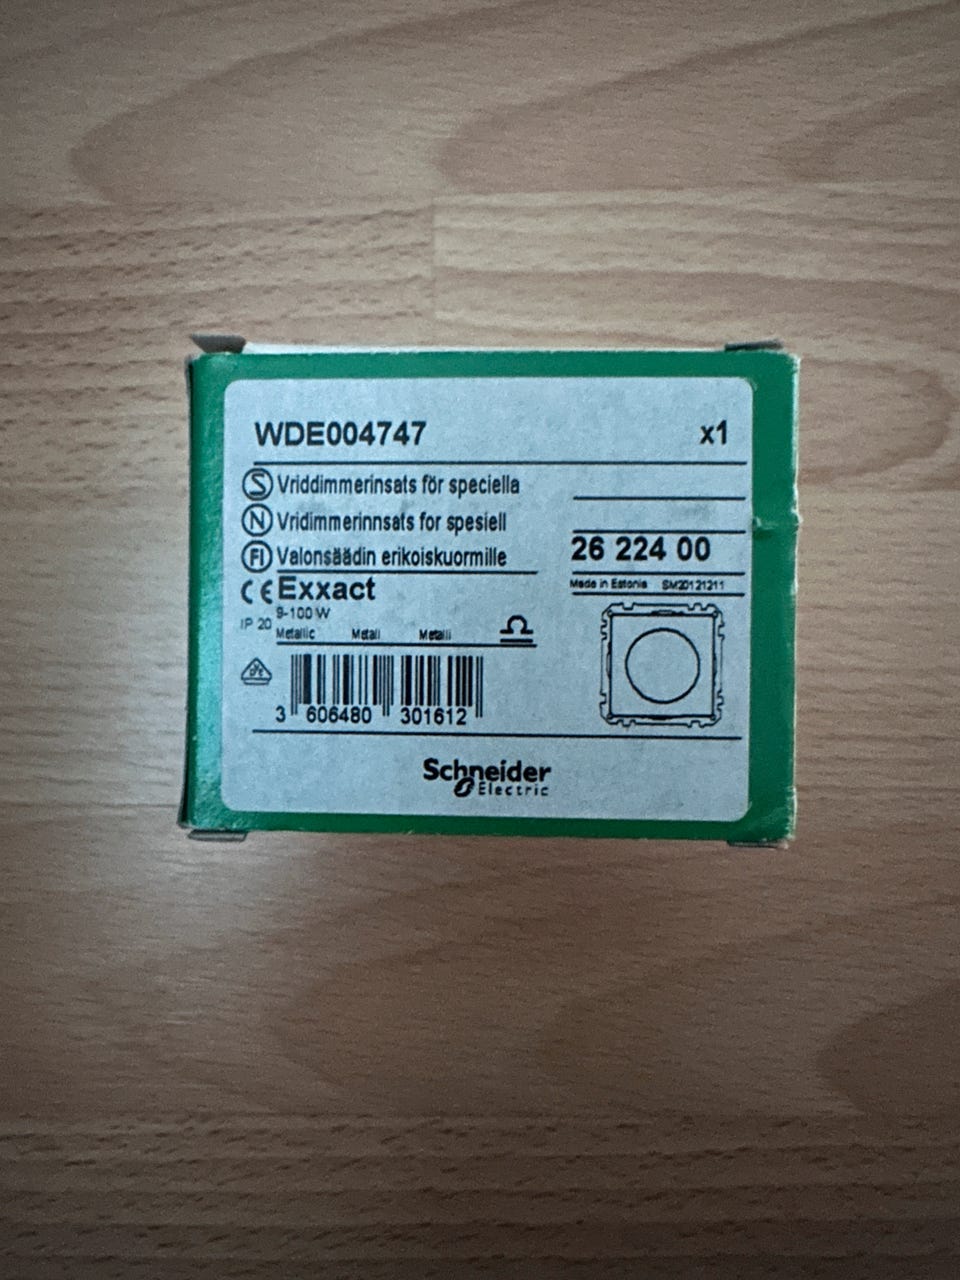 WDE004747 x1
S Vriddimmerinsats för speciella
N Vridimmerinnsats for spesiell
FI Valonsäädin erikoiskuormille
26 224 00
Made in Estonia SM20121211
CE Exxact
9-100 W
IP 20
Metallic Metall Metalli
3 606480 301612
Schneider
Electric